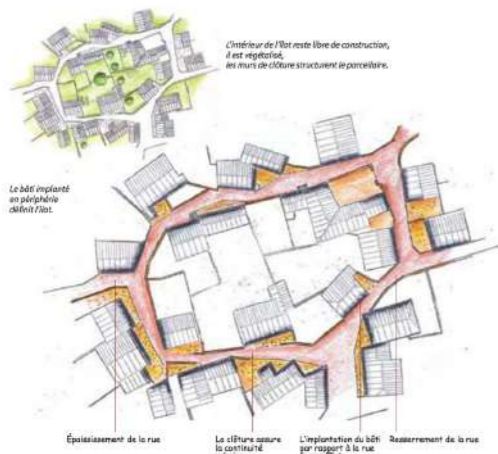 L'intérieur de l'îlot reste libre de construction,
il est végétalisé,
les murs de clôture structurent le parcellaire.
Le bâti implanté
en périphérie
définit l'îlot.
Épaississement de la rue
La clôture assure
la continuité
L'implantation du bâti
par rapport à la rue
Resserrement de la rue